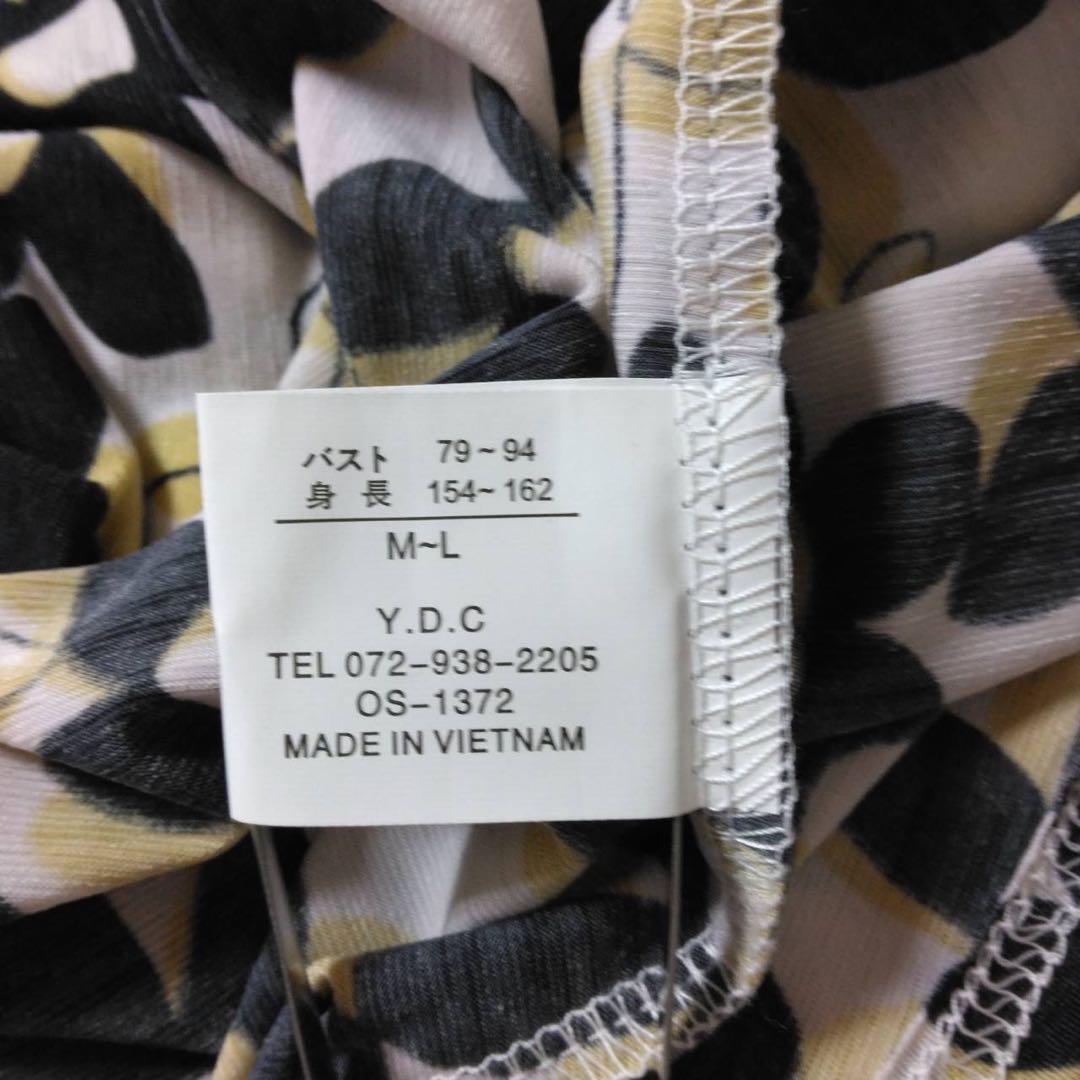 バスト 79~94
身長 154~162
M~L
Y.D.C
TEL 072-938-2205
OS-1372
MADE IN VIETNAM